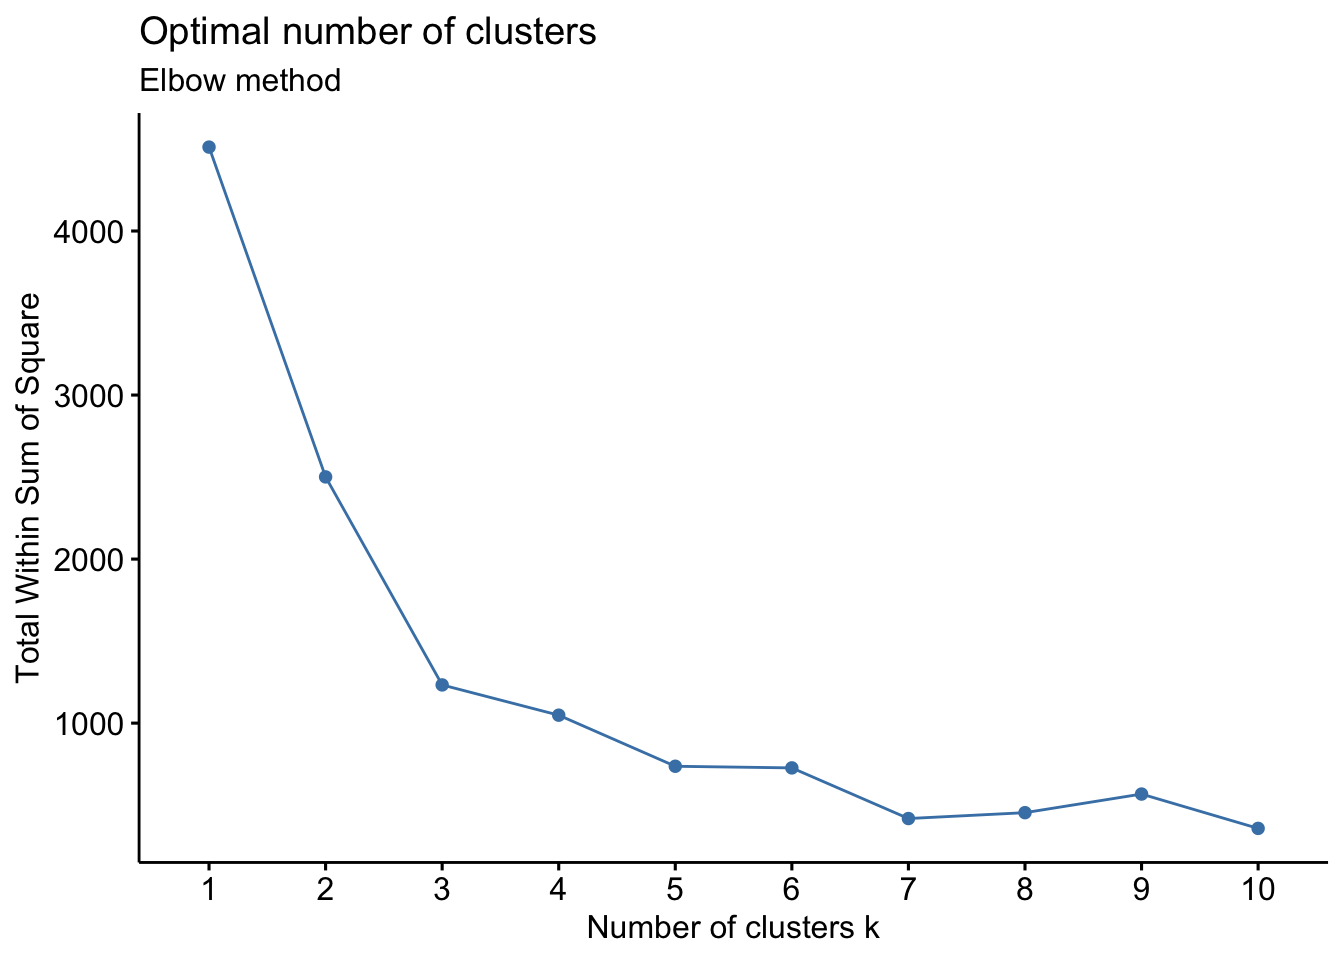 Optimal number of clusters
Elbow method
Total Within Sum of Square
4000
3000
2000
1000
1 2 3 4 5 6 7 8 9 10
Number of clusters k